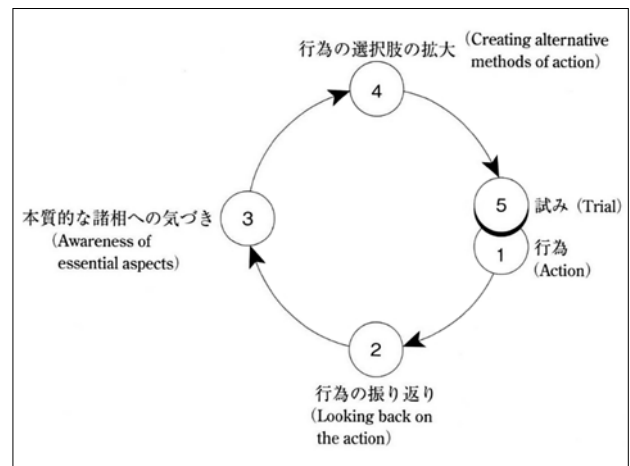 行為の選択肢の拡大
(Creating alternative
methods of action)
4
5
試み (Trial)
1
行為
(Action)
本質的な諸相への気づき
(Awareness of
essential aspects)
3
2
行為の振り返り
(Looking back on
the action)